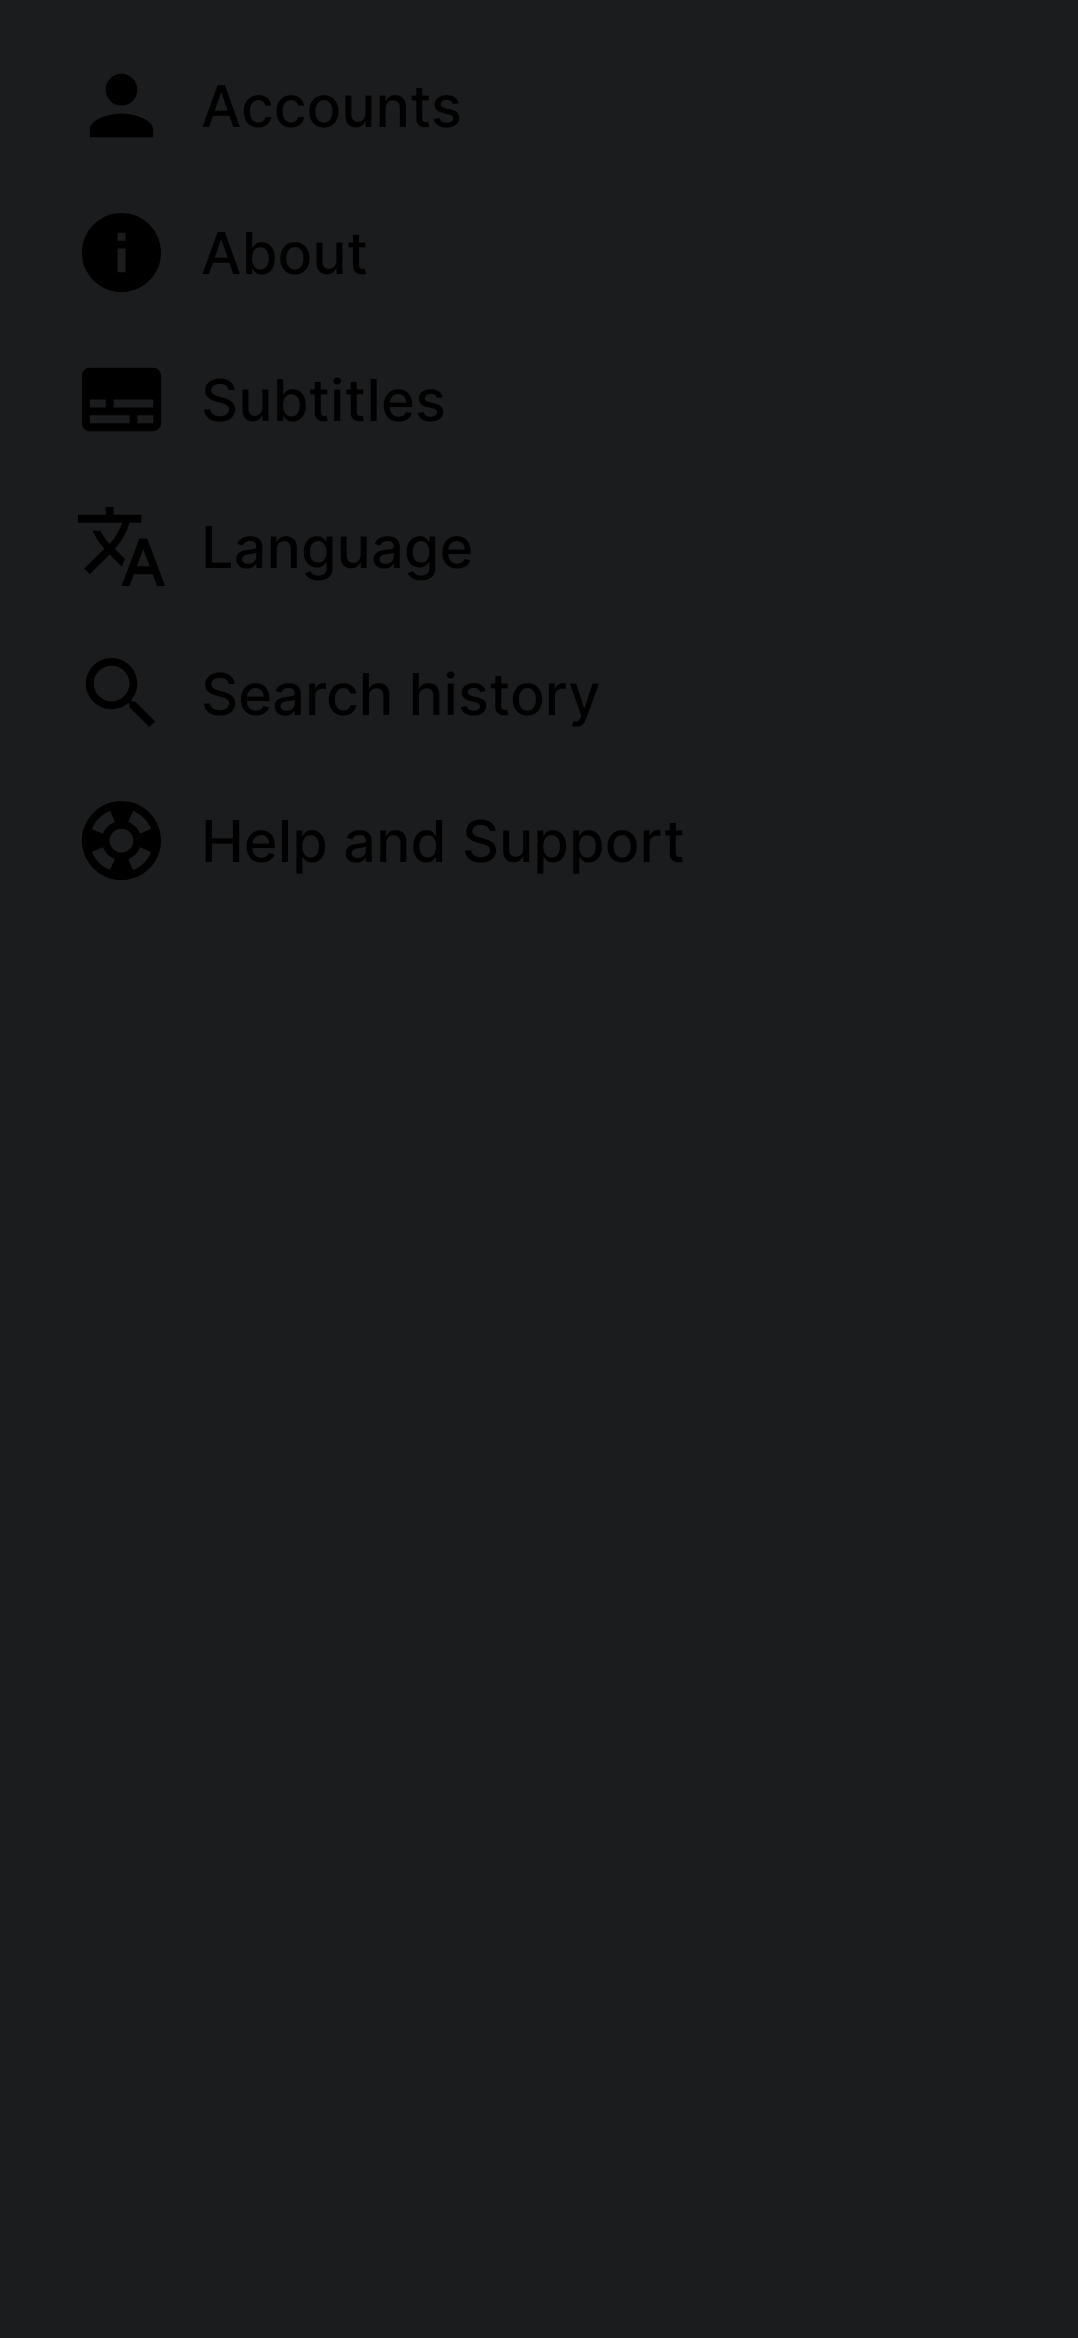 Accounts
About
Subtitles
Language
Search history
Help and Support